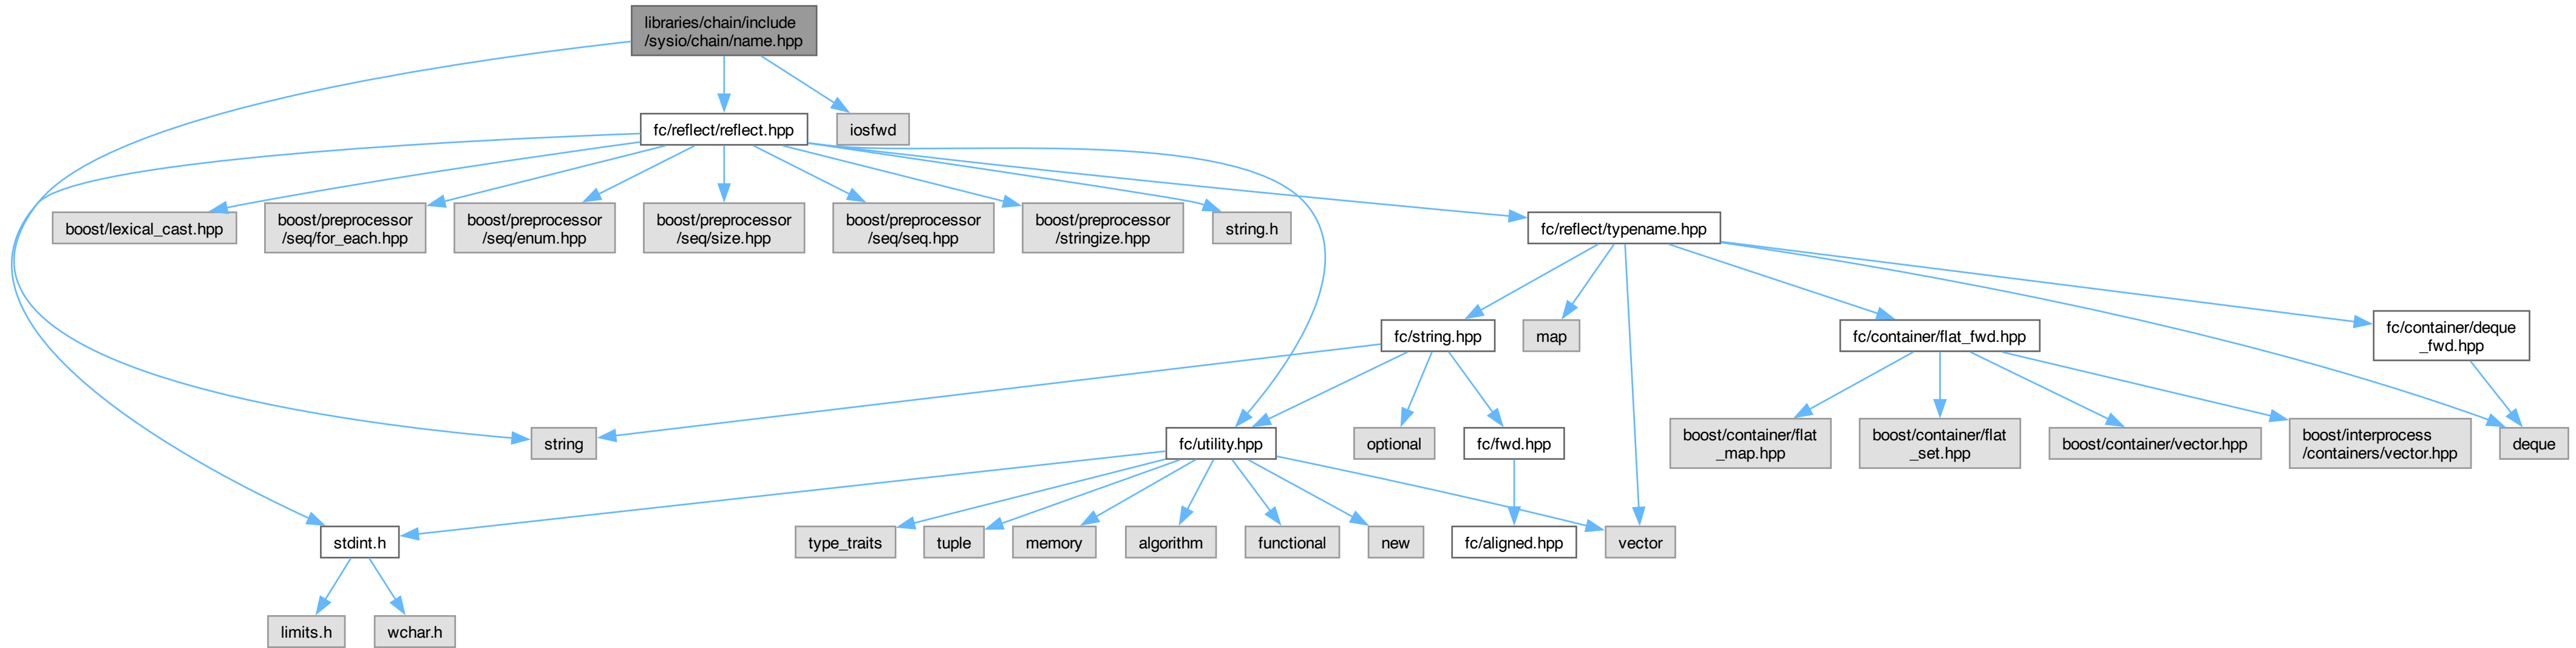 libraries/chain/include
/sysio/chain/name.hpp
fc/reflect/reflect.hpp
iosfwd
boost/lexical_cast.hpp
boost/preprocessor
/seq/for_each.hpp
boost/preprocessor
/seq/enum.hpp
boost/preprocessor
/seq/size.hpp
boost/preprocessor
/seq/seq.hpp
boost/preprocessor
/stringize.hpp
string.h
fc/reflect/typename.hpp
fc/string.hpp
map
fc/container/flat_fwd.hpp
fc/container/deque
_fwd.hpp
string
fc/utility.hpp
optional
fc/fwd.hpp
boost/container/flat
_map.hpp
boost/container/flat
_set.hpp
boost/container/vector.hpp
boost/interprocess
/containers/vector.hpp
deque
stdint.h
type_traits
tuple
memory
algorithm
functional
new
fc/aligned.hpp
vector
limits.h
wchar.h